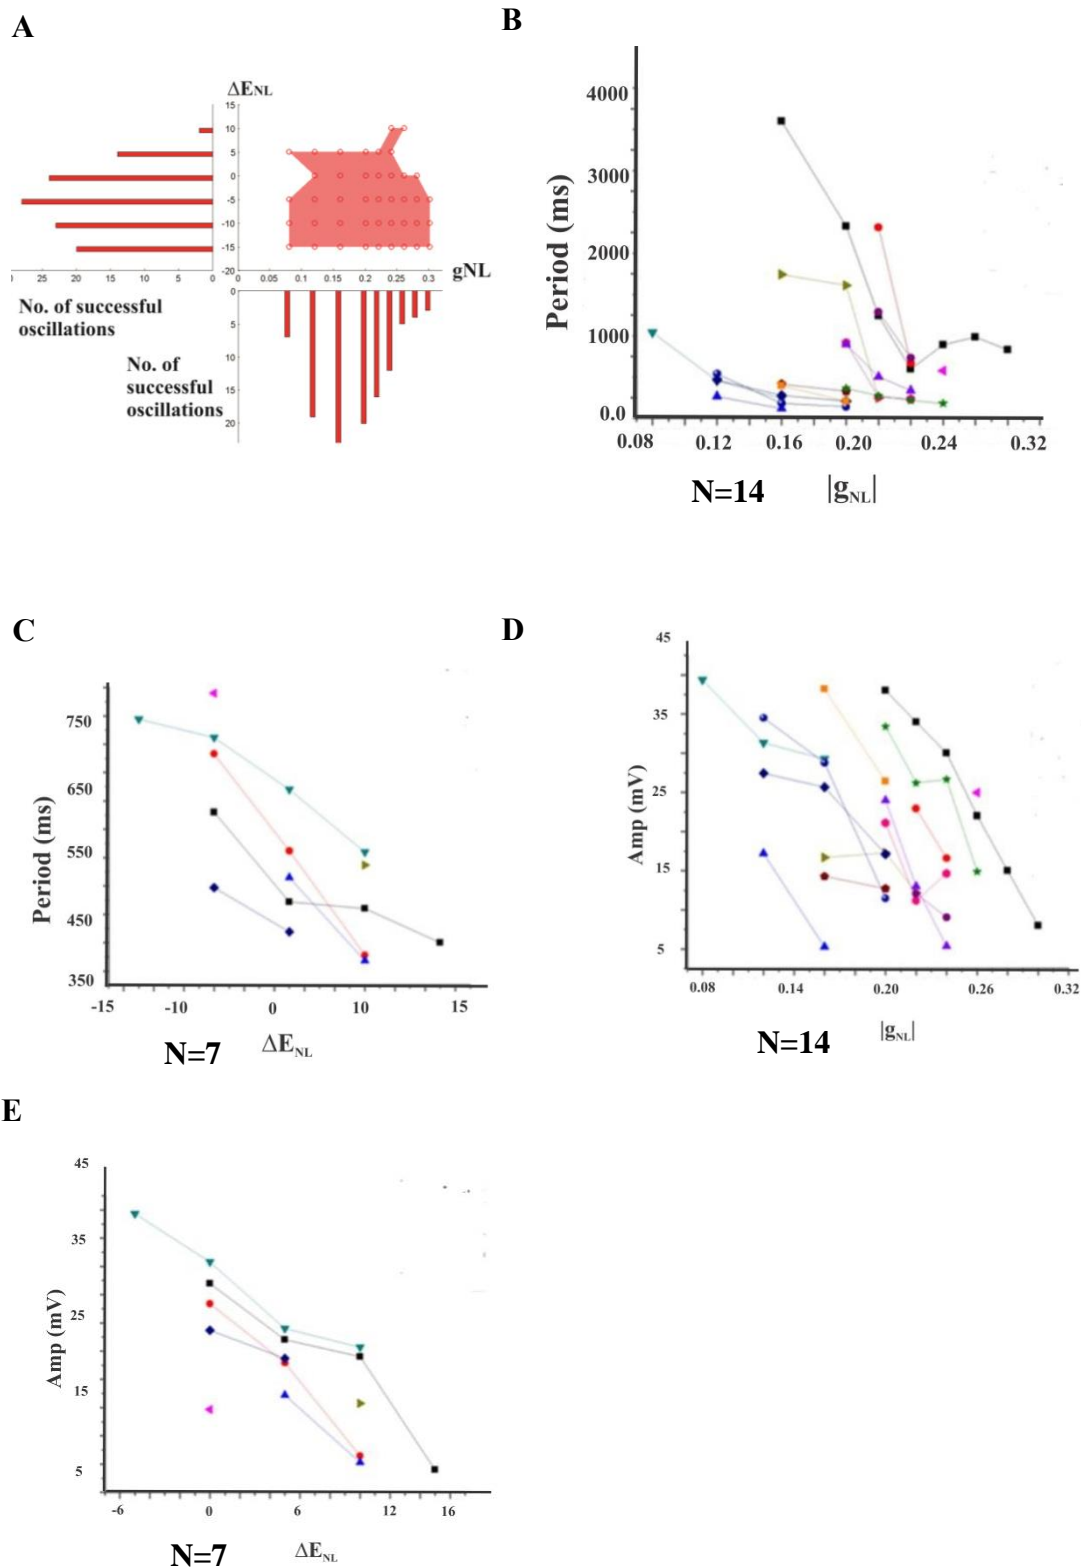 A
B
ΔENL
15
10
5
0
-5
-10
-15
-20
25
20
15
10
5
0
0
0.05
0.1
0.15
0.2
0.25
0.3
gNL
No. of successful
oscillations
0
5
10
15
20
No. of
successful
oscillations
Period (ms)
4000
3000
2000
1000
0.0
0.08
0.12
0.16
0.20
0.24
0.32
N=14
|gNL|
C
D
Period (ms)
750
650
550
450
350
-15
-10
0
10
15
N=7
ΔENL
Amp (mV)
45
35
25
15
5
0.08
0.14
0.20
0.26
0.32
N=14
|gNL|
E
Amp (mV)
45
35
25
15
5
-6
0
6
12
16
N=7
ΔENL